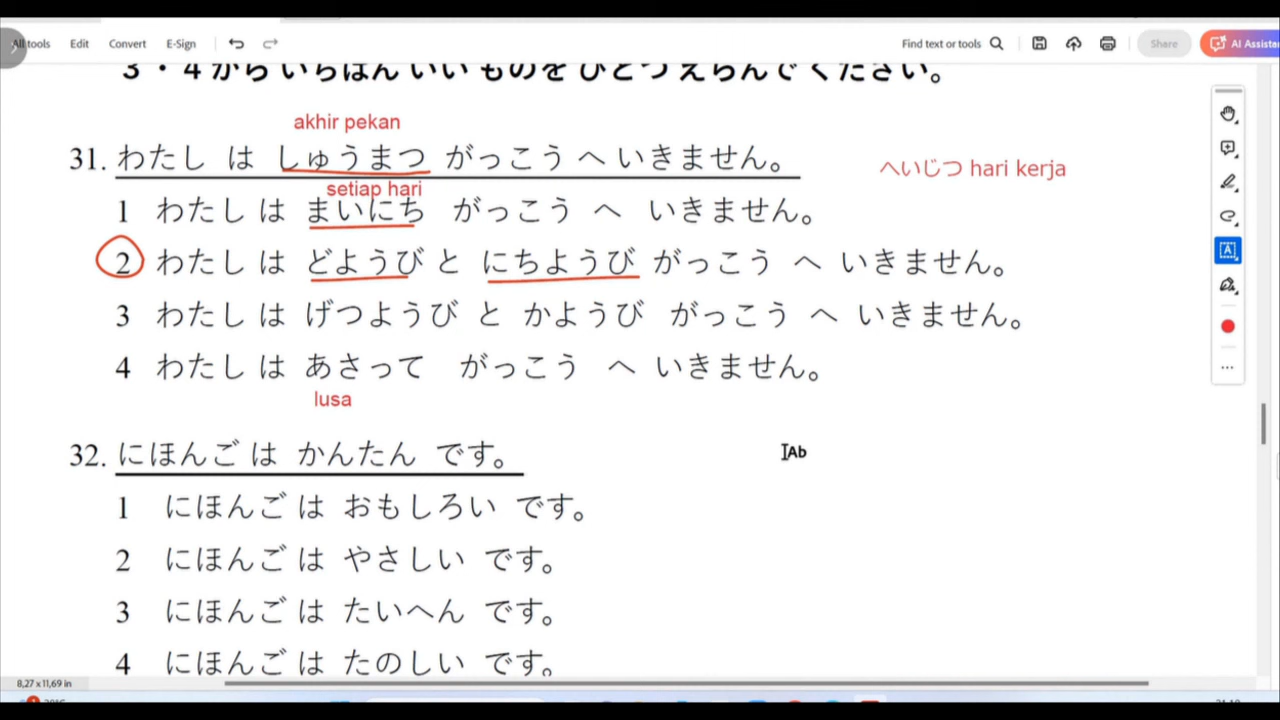 All tools Edit Convert E-Sign Find text or tools Share AI Assista
3・4から いちばん いい ものを ひとつ えらんで ください。
akhir pekan
31. わたし は しゅうまつ がっこう へ いきません。
へいじつ hari kerja
setiap hari
1 わたし は まいにち がっこう へ いきません。
2 わたし は どようび と にちようび がっこう へ いきません。
3 わたし は げつようび と かようび がっこう へ いきません。
4 わたし は あさって がっこう へ いきません。
lusa
32. にほんご は かんたん です。
Ab
1 にほんご は おもしろい です。
2 にほんご は やさしい です。
3 にほんご は たいへん です。
4 にほんご は たのしい です。
8,27 x 11,69 in